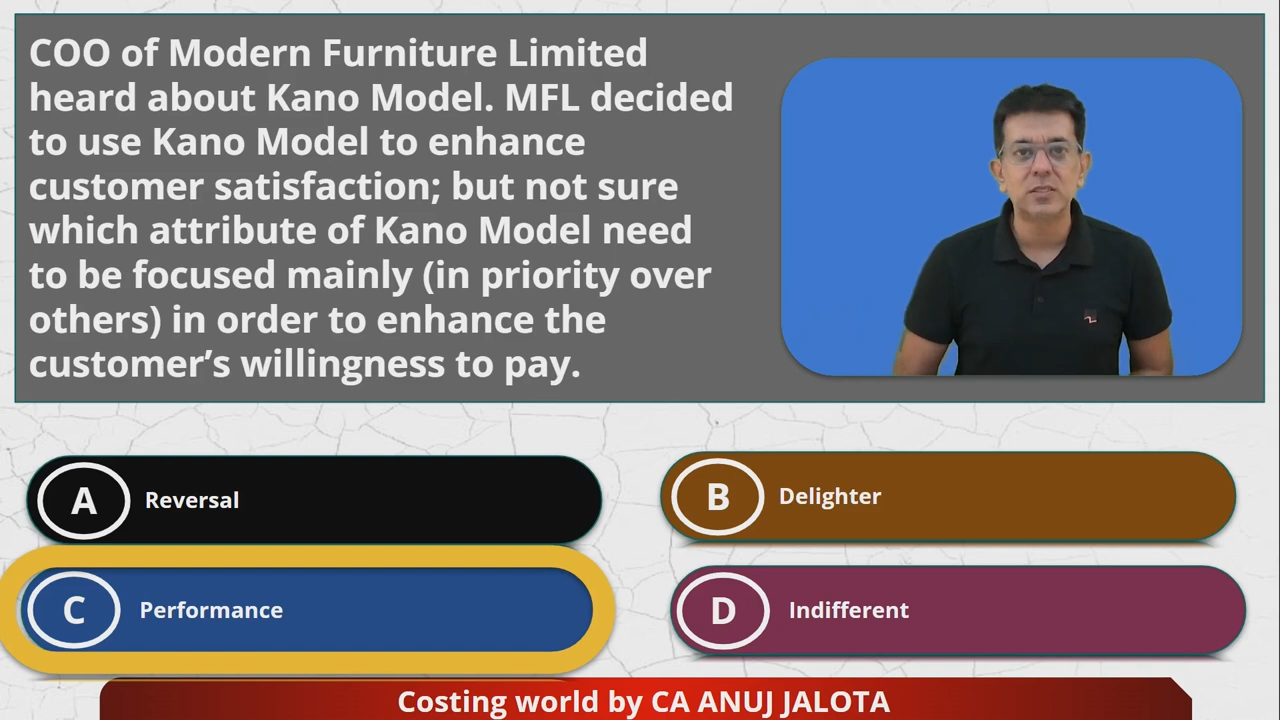 COO of Modern Furniture Limited
heard about Kano Model. MFL decided
to use Kano Model to enhance
customer satisfaction; but not sure
which attribute of Kano Model need
to be focused mainly (in priority over
others) in order to enhance the
customer’s willingness to pay.
A Reversal
B Delighter
C Performance
D Indifferent
Costing world by CA ANUJ JALOTA